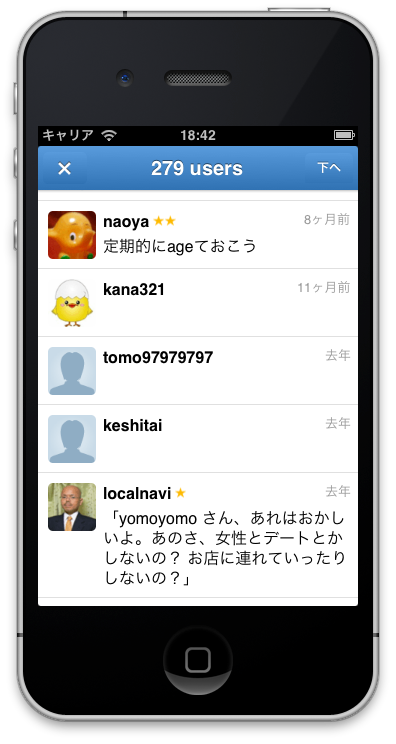 キャリア 18:42
× 279 users 下へ
naoya ★★ 8ヶ月前
定期的にageておこう
kana321 11ヶ月前
tomo97979797 去年
keshitai 去年
localnavi ★ 去年
「yomoyomo さん、あれはおかし
いよ。あのさ、女性とデートとか
しないの？ お店に連れていったり
しないの？」